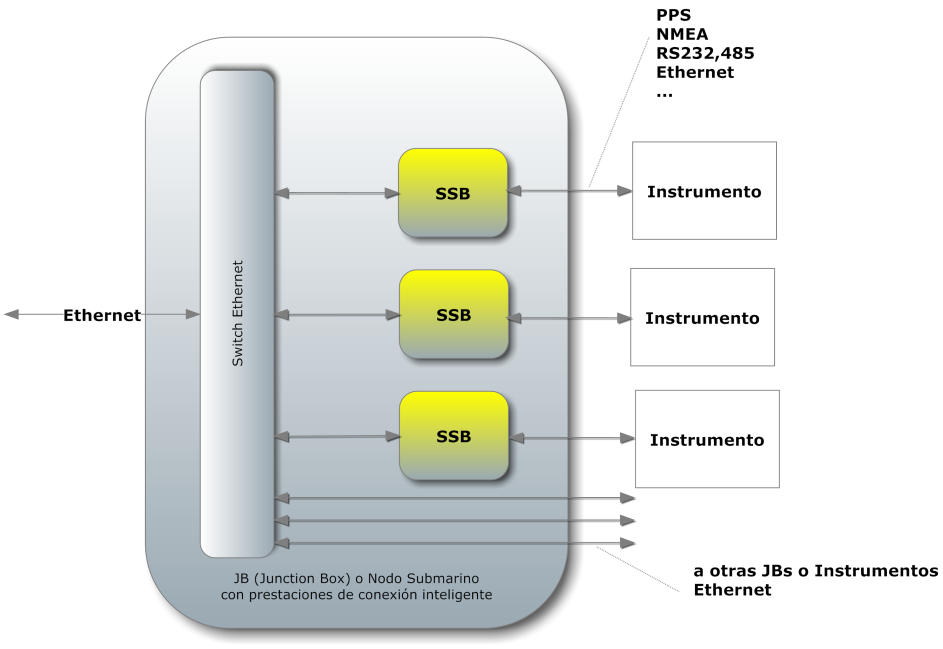 PPS
NMEA
RS232,485
Ethernet
...
SSB
Instrumento
Switch Ethernet
Ethernet
SSB
Instrumento
SSB
Instrumento
JB (Junction Box) o Nodo Submarino
con prestaciones de conexión inteligente
a otras JBs o Instrumentos
Ethernet